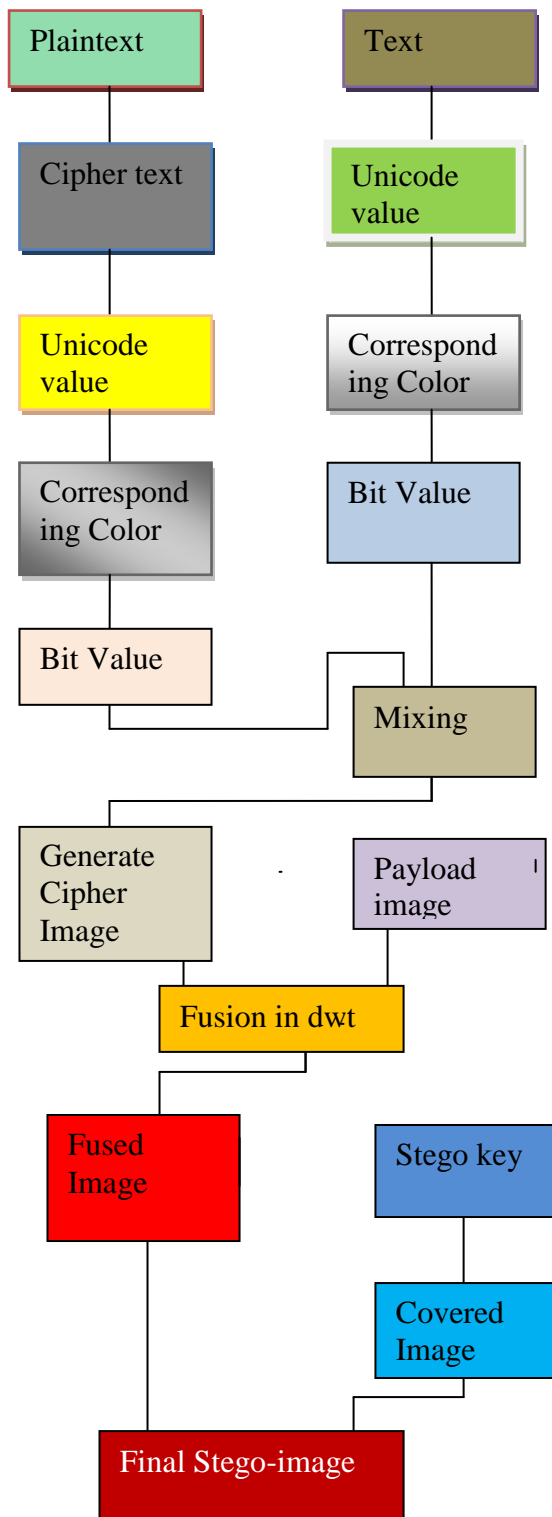 Plaintext
Text
Cipher text
Unicode
value
Unicode
value
Correspond
ing Color
Correspond
ing Color
Bit Value
Bit Value
Mixing
Generate
Cipher
Image
Payload
image
Fusion in dwt
Fused
Image
Stego key
Covered
Image
Final Stego-image